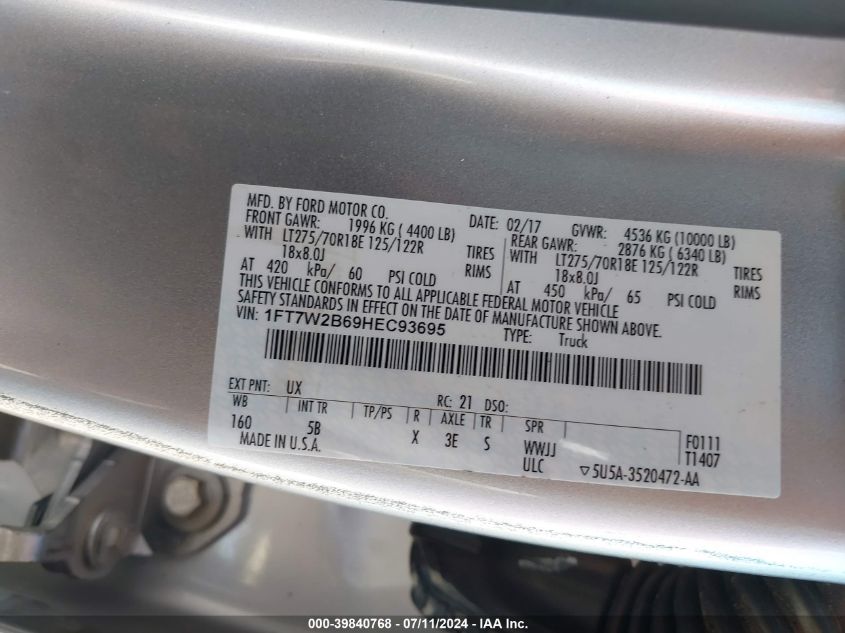 MFD. BY FORD MOTOR CO.
DATE: 02/17 GVWR: 4536 KG (10000 LB)
FRONT GAWR: 1996 KG ( 4400 LB) REAR GAWR: 2876 KG ( 6340 LB)
WITH LT275/70R18E 125/122R TIRES WITH LT275/70R18E 125/122R TIRES
18x8.0J RIMS 18x8.0J RIMS
AT 420 kPa/ 60 PSI COLD AT 450 kPa/ 65 PSI COLD
THIS VEHICLE CONFORMS TO ALL APPLICABLE FEDERAL MOTOR VEHICLE
SAFETY STANDARDS IN EFFECT ON THE DATE OF MANUFACTURE SHOWN ABOVE.
VIN: 1FT7W2B69HEC93695 TYPE: Truck
EXT PNT: UX RC: 21 DSO:
WB INT TR TP/PS R AXLE TR SPR
160 5B X 3E S WWJJ F0111
MADE IN U.S.A. ULC T1407
5U5A-3520472-AA
000-39840768 - 07/11/2024 - IAA Inc.